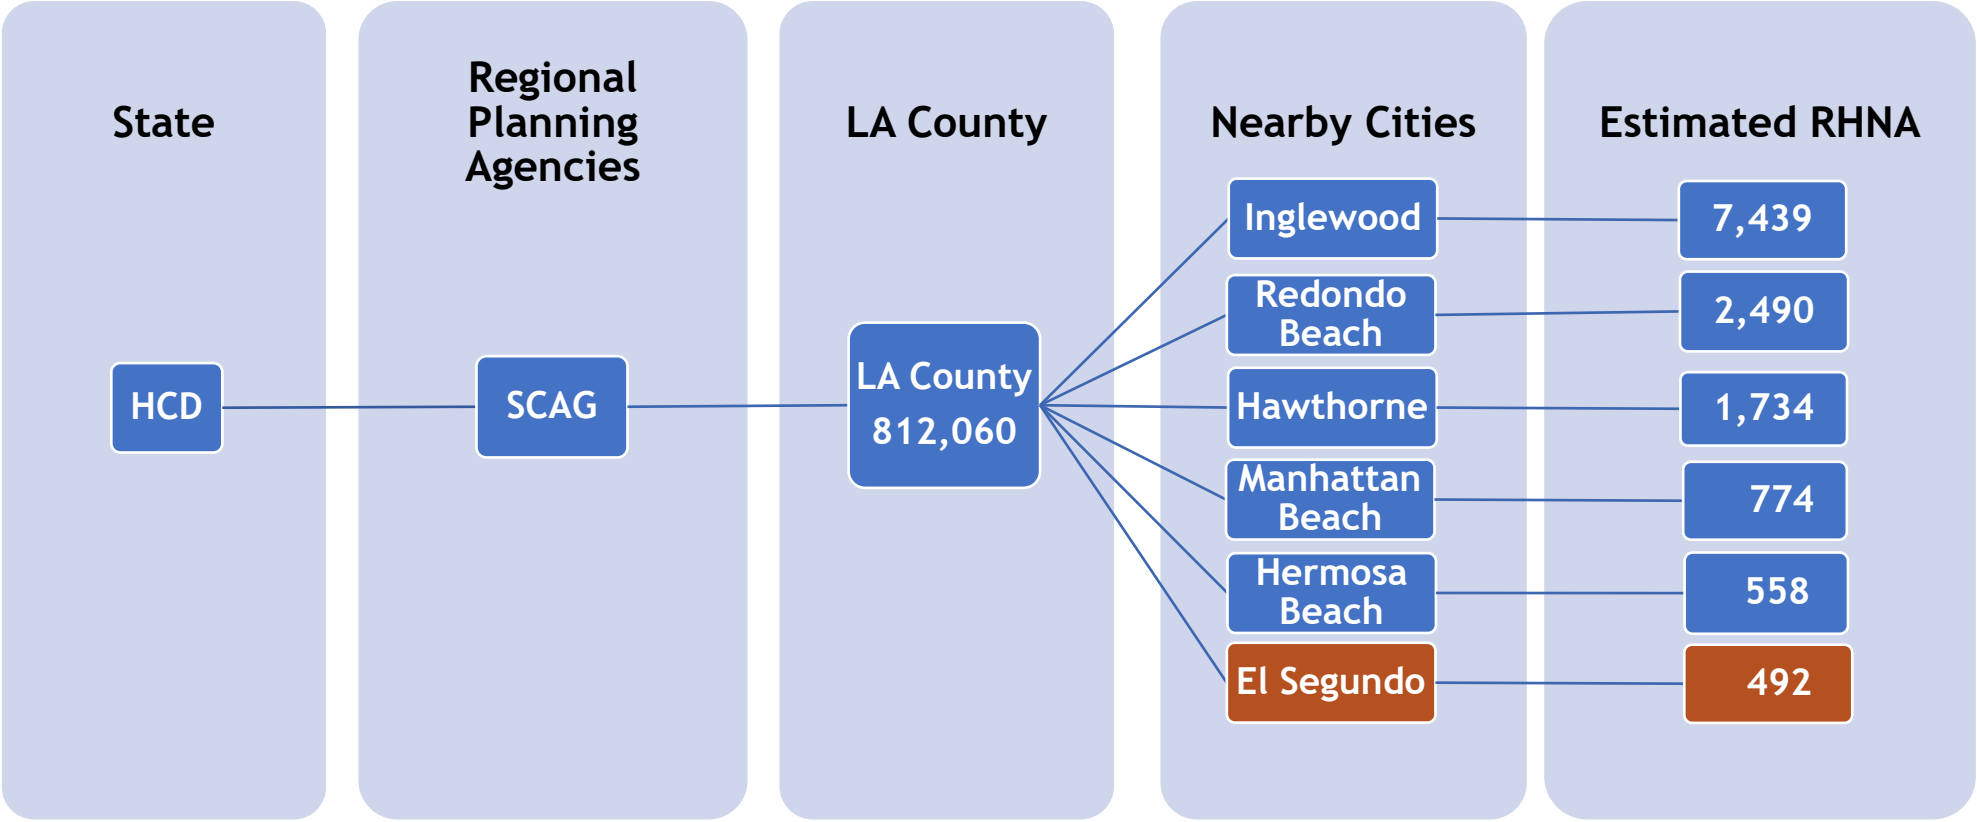 State
Regional
Planning
Agencies
LA County
Nearby Cities
Estimated RHNA
HCD
SCAG
LA County
812,060
Inglewood
7,439
Redondo
Beach
2,490
Hawthorne
1,734
Manhattan
Beach
774
Hermosa
Beach
558
El Segundo
492